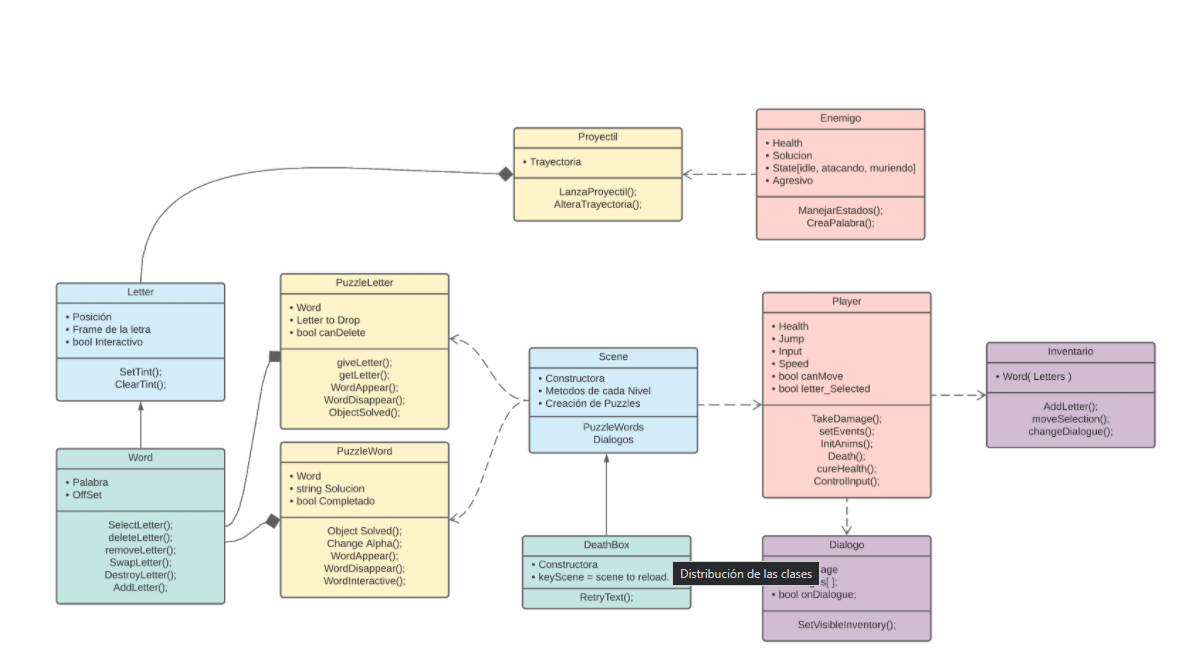 Enemigo
• Health
• Solucion
• State[idle, atacando, muriendo]
• Agresivo
ManejarEstados();
CreaPalabra();
Proyectil
• Trayectoria
LanzaProyectil();
AlteraTrayectoria();
Letter
• Posición
• Frame de la letra
• bool Interactivo
SetTint();
ClearTint();
PuzzleLetter
• Word
• Letter to Drop
• bool canDelete
giveLetter();
getLetter();
WordAppear();
WordDisappear();
ObjectSolved();
Scene
• Constructora
• Metodos de cada Nivel
• Creación de Puzzles
PuzzleWords
Dialogos
Player
• Health
• Jump
• Input
• Speed
• bool canMove
• bool letter_Selected
TakeDamage();
setEvents();
InitAnims();
Death();
cureHealth();
ControlInput();
Inventario
• Word( Letters )
AddLetter();
moveSelection();
changeDialogue();
Word
• Palabra
• OffSet
SelectLetter();
deleteLetter();
removeLetter();
SwapLetter();
DestroyLetter();
AddLetter();
PuzzleWord
• Word
• string Solucion
• bool Completado
Object Solved();
Change Alpha();
WordAppear();
WordDisappear();
WordInteractive();
DeathBox
• Constructora
• keyScene = scene to reload.
RetryText();
Distribución de las clases
Dialogo
• bool onDialogue;
SetVisibleInventory();